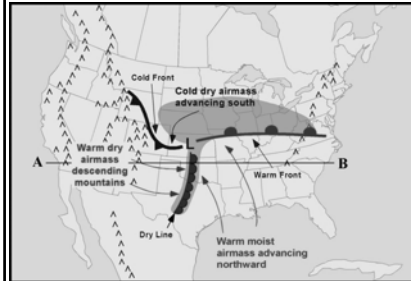 Cold Front
Cold dry airmass
advancing south
L
Warm dry
airmass
descending
mountains
A
B
Warm Front
Dry Line
Warm moist
airmass advancing
northward